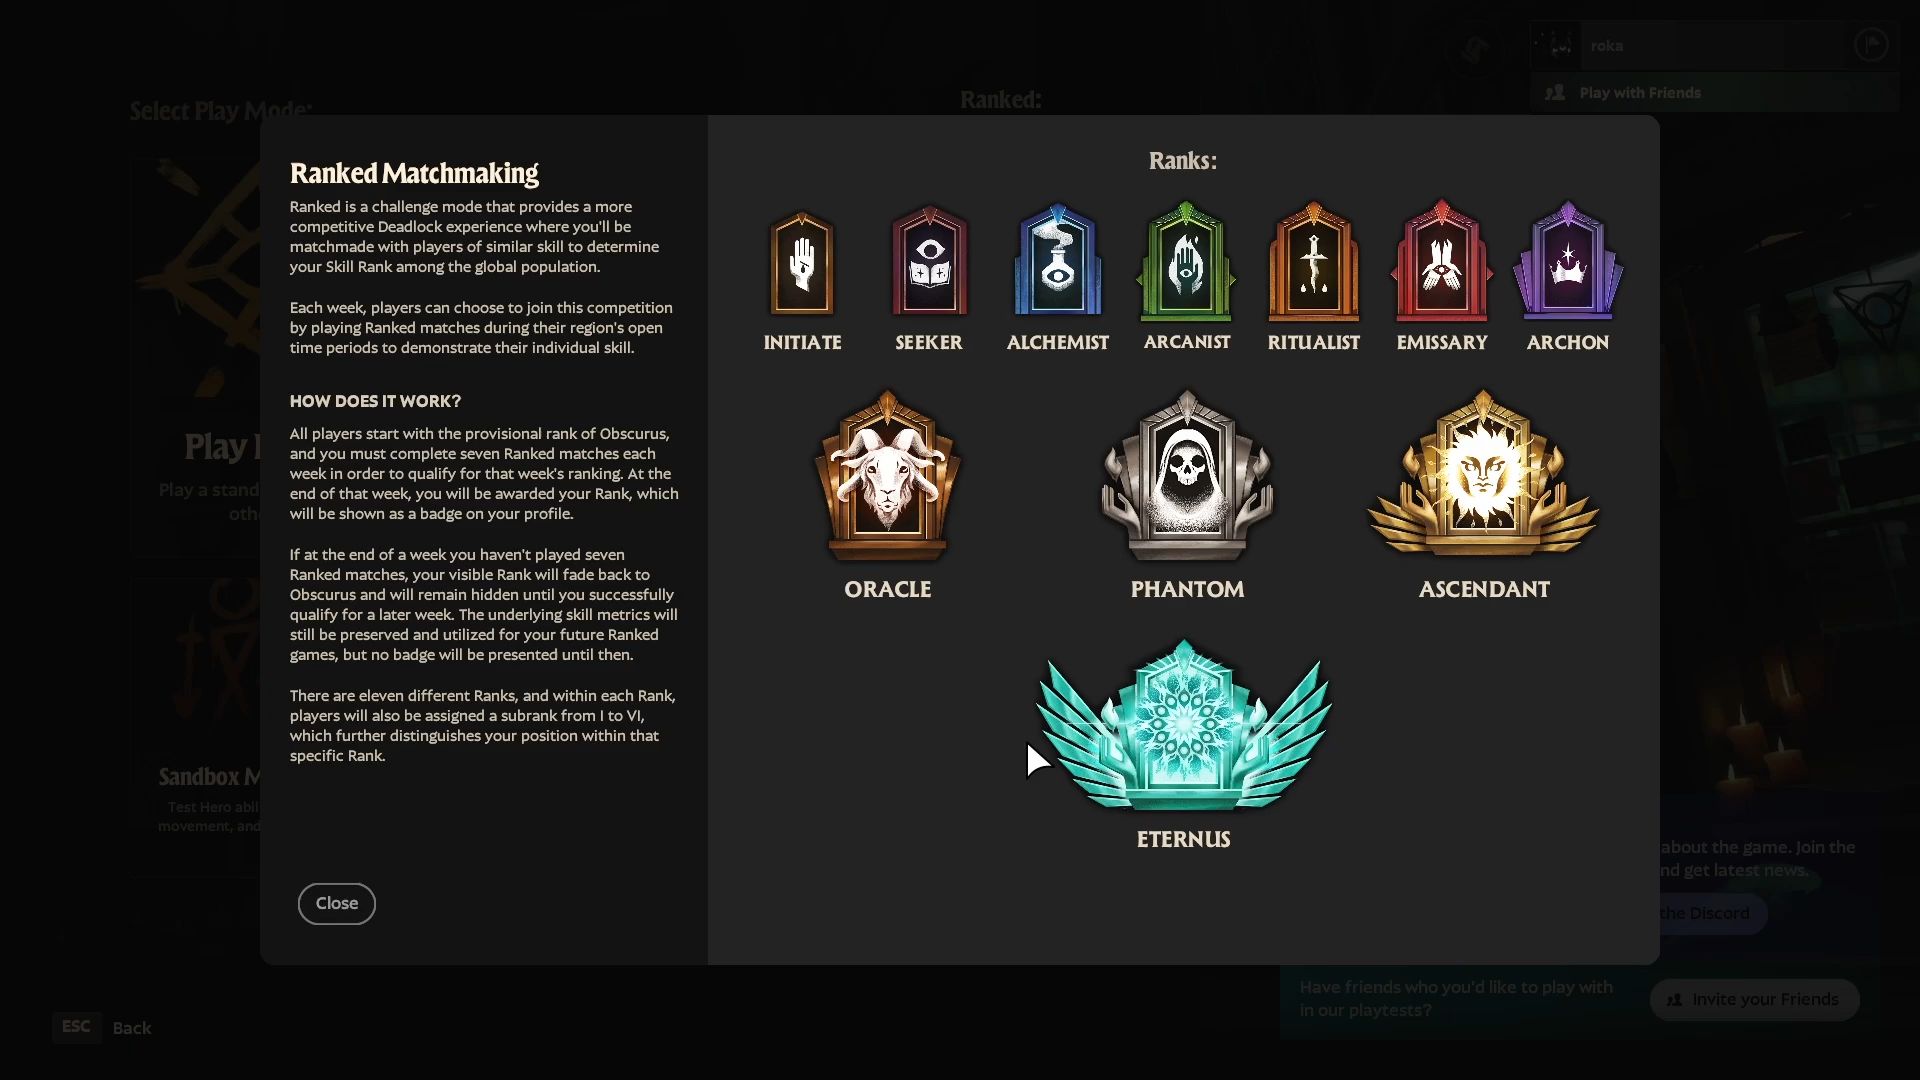 roka
Play with Friends
Select Play Mode:
Ranked:
Ranked Matchmaking
Ranked is a challenge mode that provides a more
competitive Deadlock experience where you'll be
matchmade with players of similar skill to determine
your Skill Rank among the global population.
Each week, players can choose to join this competition
by playing Ranked matches during their region's open
time periods to demonstrate their individual skill.
HOW DOES IT WORK?
All players start with the provisional rank of Obscurus,
and you must complete seven Ranked matches each
week in order to qualify for that week's ranking. At the
end of that week, you will be awarded your Rank, which
will be shown as a badge on your profile.
If at the end of a week you haven't played seven
Ranked matches, your visible Rank will fade back to
Obscurus and will remain hidden until you successfully
qualify for a later week. The underlying skill metrics will
still be preserved and utilized for your future Ranked
games, but no badge will be presented until then.
There are eleven different Ranks, and within each Rank,
players will also be assigned a subrank from I to VI,
which further distinguishes your position within that
specific Rank.
Close
Ranks:
INITIATE
SEEKER
ALCHEMIST
ARCANIST
RITUALIST
EMISSARY
ARCHON
ORACLE
PHANTOM
ASCENDANT
ETERNUS
Play
Play a stand
oth
Sandbox M
Test Hero abil
movement, and
about the game. Join the
nd get latest news.
the Discord
Have friends who you'd like to play with
in our playtests?
Invite your Friends
ESC Back